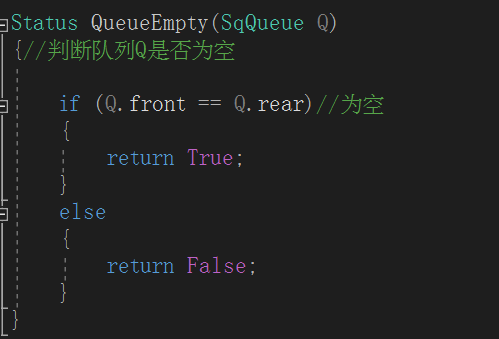 Status QueueEmpty(SqQueue Q)
{//判断队列Q是否为空
if (Q.front == Q.rear)//为空
{
return True;
}
else
{
return False;
}
}